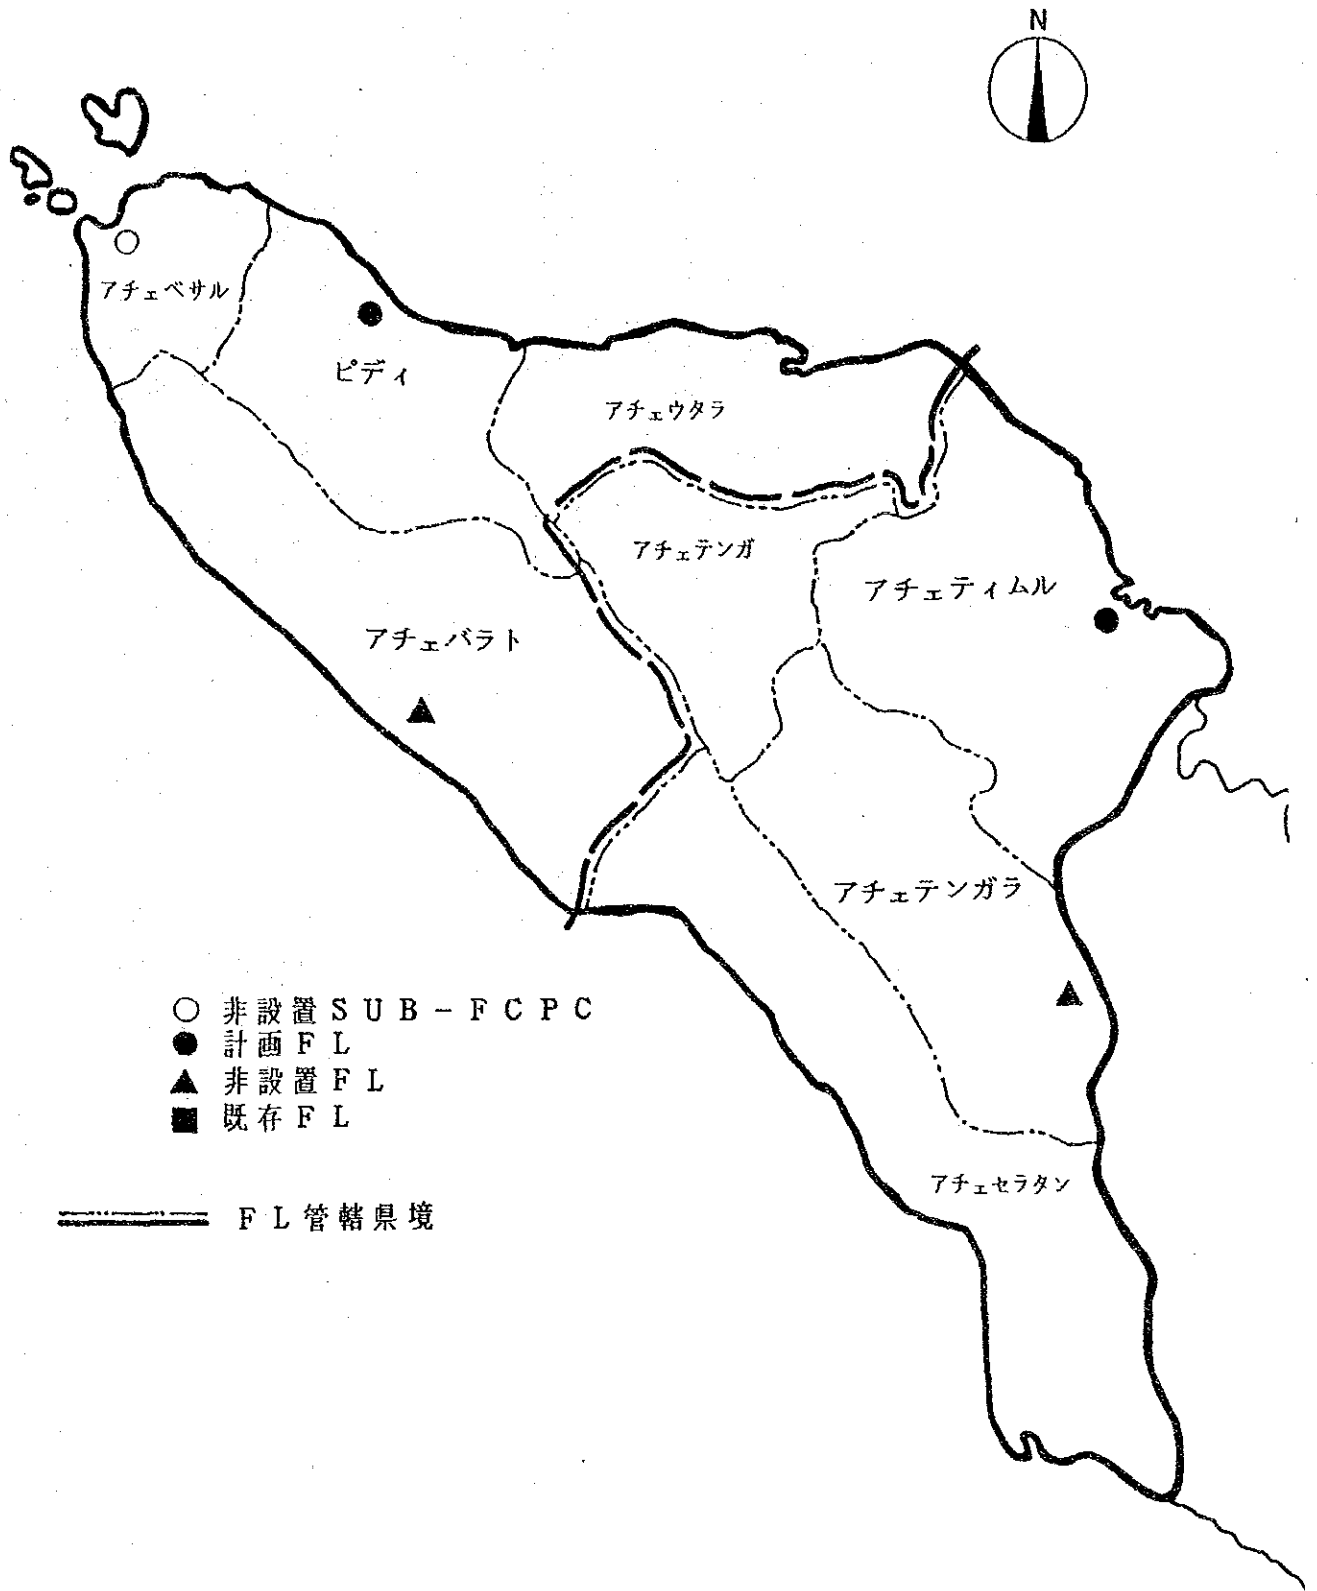 N
アチェベサル
ピディ
アチェウタラ
アチェテンガ
アチェティムル
アチェバラト
アチェテンガラ
○ 非設置SUB-FCPC
● 計画FL
▲ 非設置FL
■ 既存FL
アチェセラタン
FL管轄県境